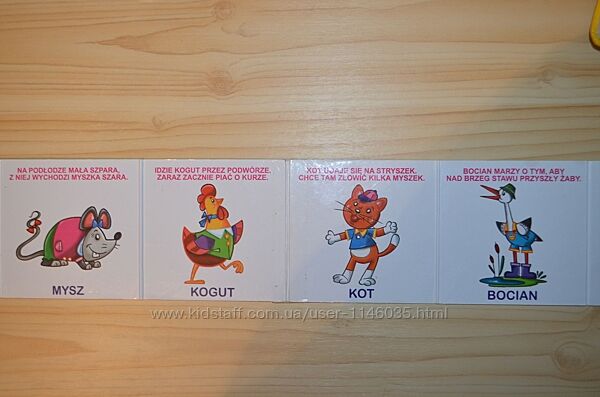 NA PODŁODZE MAŁA SZPARA,
Z NIEJ WYCHODZI MYSZKA SZARA.
MYSZ
IDZIE KOGUT PRZEZ PODWÓRZE,
ZARAZ ZACZNIE PIAĆ O KURZE.
KOGUT
KOT UDAJE SIĘ NA STRYSZEK.
CHCE TAM ZŁOWIĆ KILKA MYSZEK.
KOT
BOCIAN MARZY O TYM, ABY
NAD BRZEG STAWU PRZYSZŁY ŻABY.
BOCIAN
www.kidstaff.com.ua/user-1146035.html